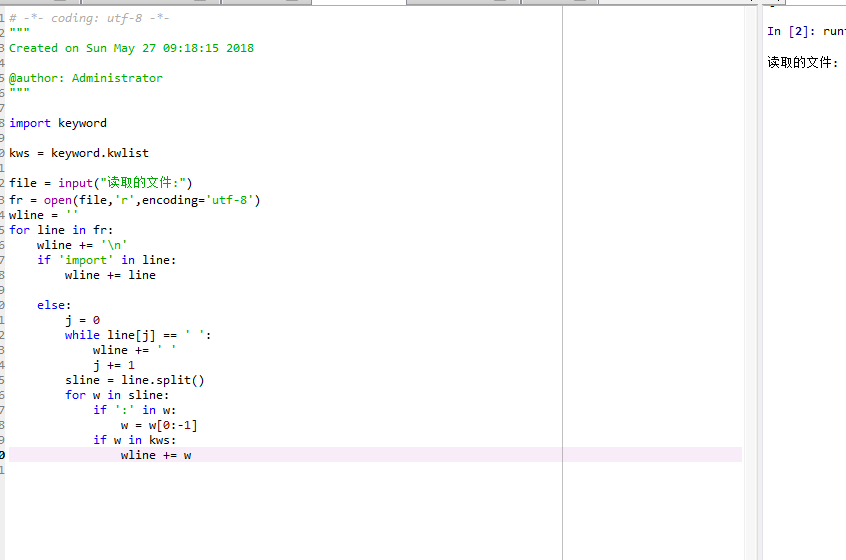 # -*- coding: utf-8 -*-
"""
Created on Sun May 27 09:18:15 2018
@author: Administrator
"""
import keyword
kws = keyword.kwlist
file = input("读取的文件:")
fr = open(file,'r',encoding='utf-8')
wline = ''
for line in fr:
    wline += '\n'
    if 'import' in line:
        wline += line
    else:
        j = 0
        while line[j] == ' ':
            wline += ' '
            j += 1
        sline = line.split()
        for w in sline:
            if ':' in w:
                w = w[0:-1]
            if w in kws:
                wline += w
In [2]:
读取的文件: